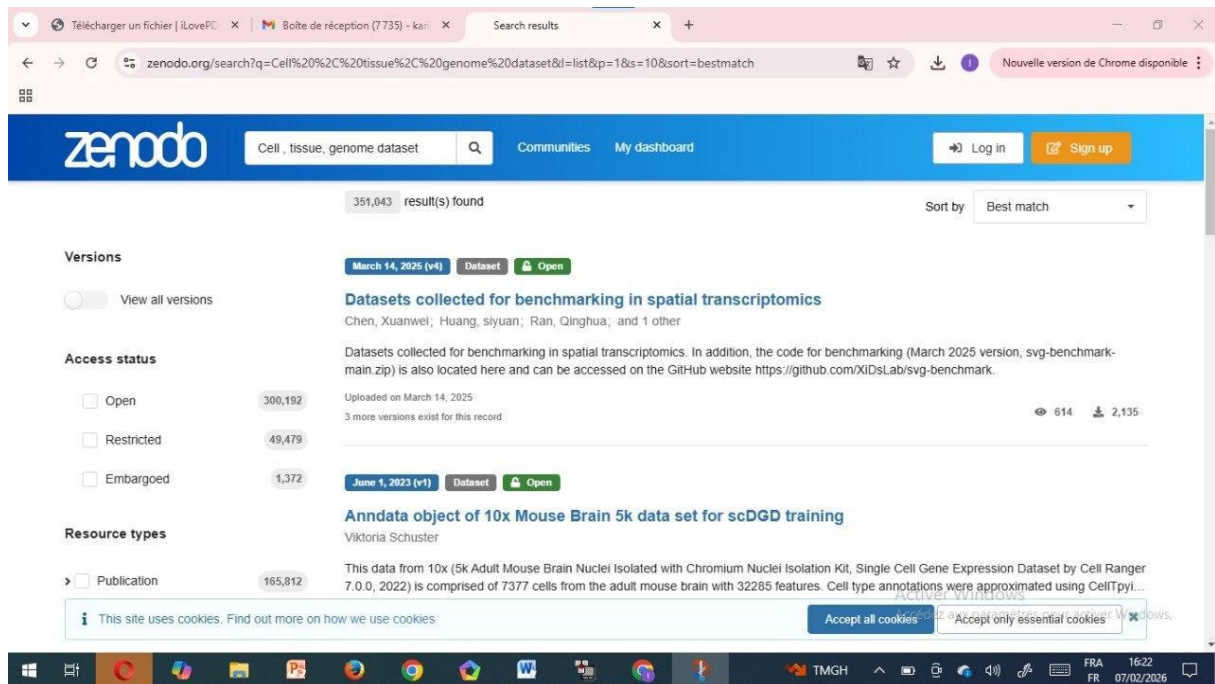 Télécharger un fichier | iLovePD
Boîte de réception (7 735) - kari
Search results
zenodo.org/search?q=Cell%20%2C%20tissue%2C%20genome%20dataset&l=list&p=1&s=10&sort=bestmatch
Nouvelle version de Chrome disponible
zenodo
Cell , tissue, genome dataset
Communities
My dashboard
Log in
Sign up
351,043 result(s) found
Sort by Best match
Versions
View all versions
Access status
Open 300,192
Restricted 49,479
Embargoed 1,372
Resource types
Publication 165,812
March 14, 2025 (v4) Dataset Open
Datasets collected for benchmarking in spatial transcriptomics
Chen, Xuanwei; Huang, siyuan; Ran, Qinghua; and 1 other
Datasets collected for benchmarking in spatial transcriptomics. In addition, the code for benchmarking (March 2025 version, svg-benchmark-
main.zip) is also located here and can be accessed on the GitHub website https://github.com/XiDsLab/svg-benchmark.
Uploaded on March 14, 2025
3 more versions exist for this record
614 2,135
June 1, 2023 (v1) Dataset Open
Anndata object of 10x Mouse Brain 5k data set for scDGD training
Viktoria Schuster
This data from 10x (5k Adult Mouse Brain Nuclei Isolated with Chromium Nuclei Isolation Kit, Single Cell Gene Expression Dataset by Cell Ranger
7.0.0, 2022) is comprised of 7377 cells from the adult mouse brain with 32285 features. Cell type annotations were approximated using CellTpyi...
Activer Windows
Accédez aux paramètres pour activer Windows.
This site uses cookies. Find out more on how we use cookies
Accept all cookies
Accept only essential cookies
TMGH
FRA
FR
16:22
07/02/2026